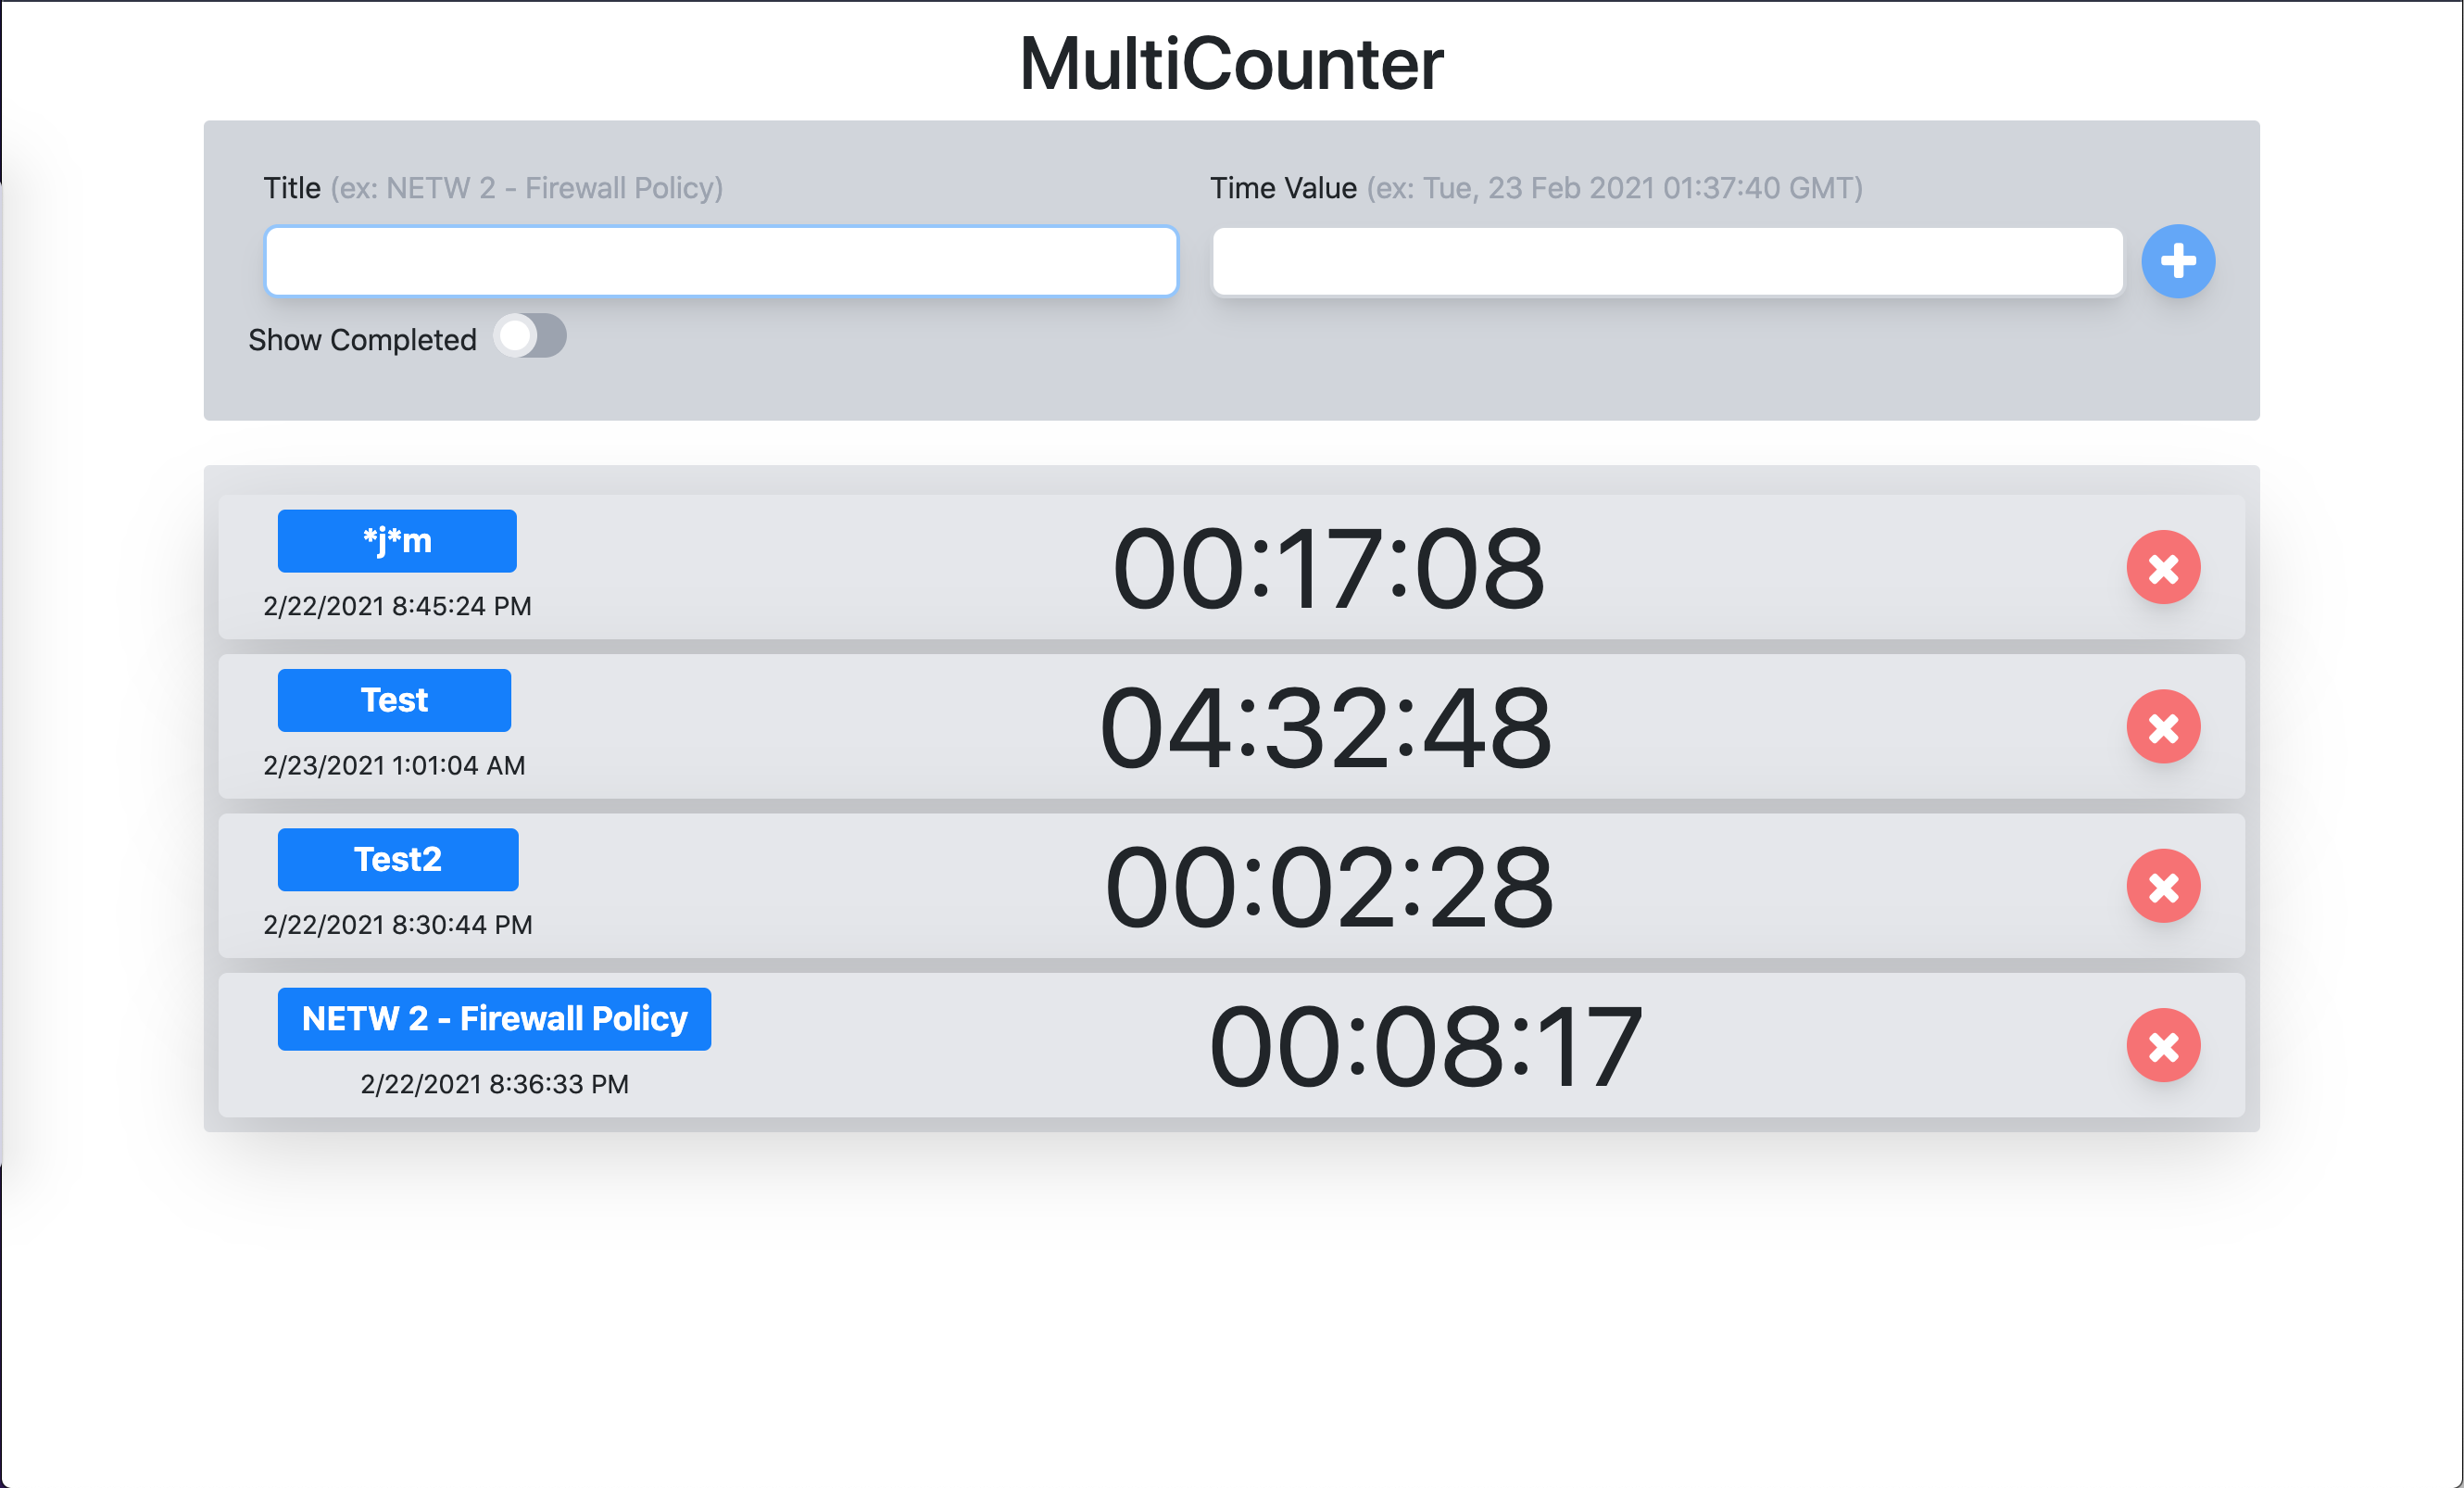 MultiCounter
Title (ex: NETW 2 - Firewall Policy)
Time Value (ex: Tue, 23 Feb 2021 01:37:40 GMT)
Show Completed
*j*m
2/22/2021 8:45:24 PM
00:17:08
Test
2/23/2021 1:01:04 AM
04:32:48
Test2
2/22/2021 8:30:44 PM
00:02:28
NETW 2 - Firewall Policy
2/22/2021 8:36:33 PM
00:08:17